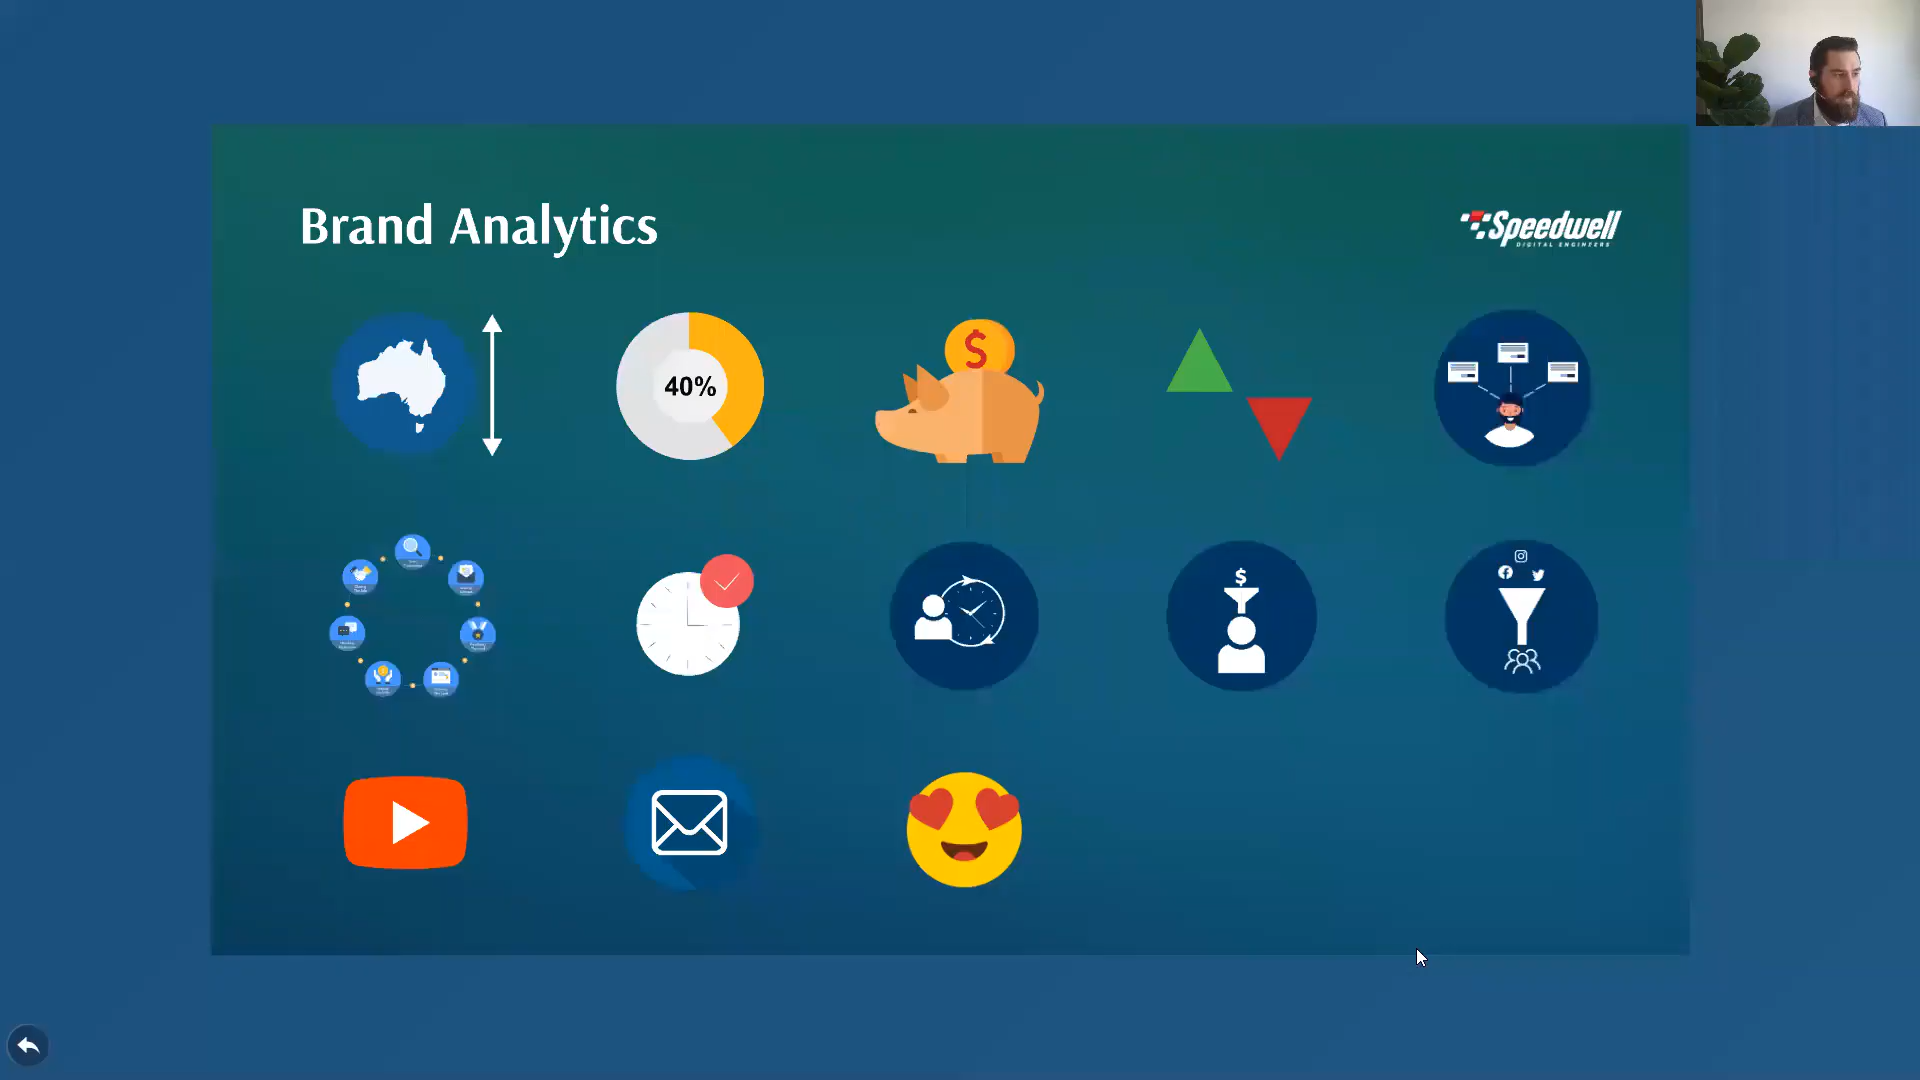 Brand Analytics
Speedwell
DIGITAL ENGINEERS
40%
$
$